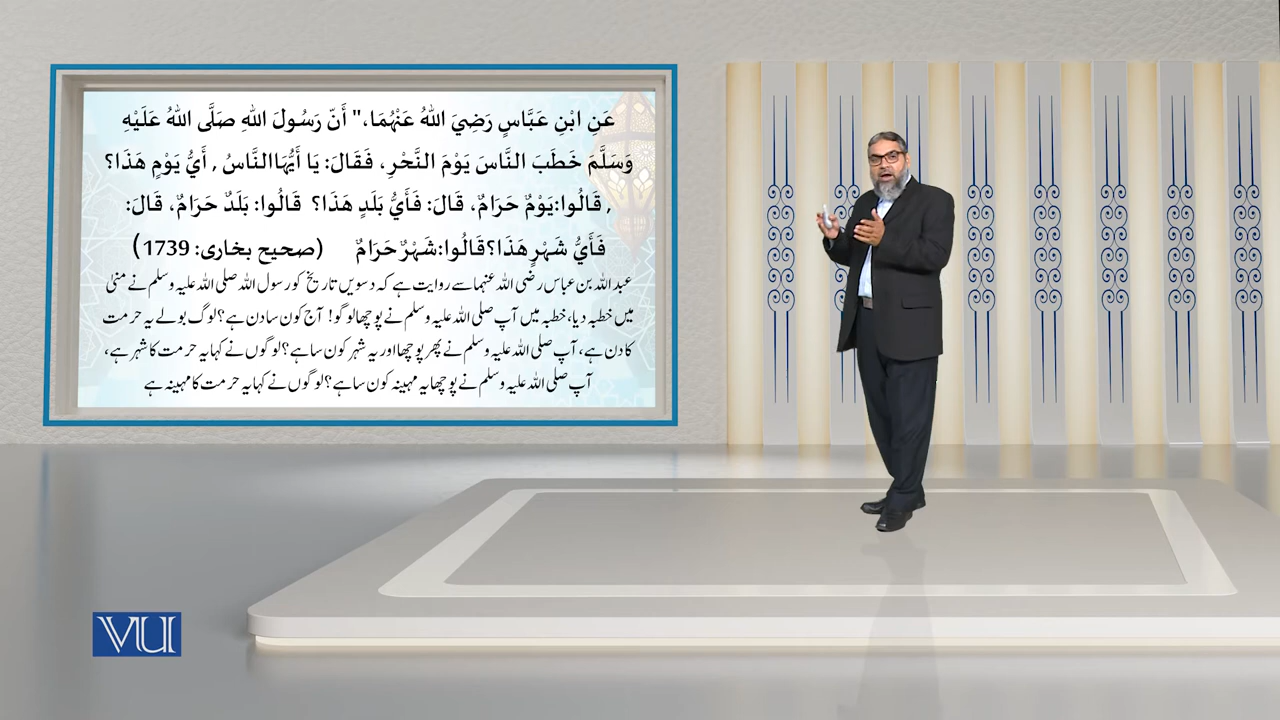 عَنِ ابْنِ عَبَّاسٍ رَضِيَ اللهُ عَنْهُمَا،" أَنّ رَسُولَ اللهِ صَلَّى اللهُ عَلَيْهِ
وَسَلَّمَ خَطَبَ النَّاسَ يَوْمَ النَّحْرِ، فَقَالَ: يَا أَيُّهَاالنَّاسُ , أَيُّ يَوْمٍ هَذَا؟
, قَالُوا:يَوْمٌ حَرَامٌ، قَالَ: فَأَيُّ بَلَدٍ هَذَا؟ قَالُوا: بَلَدٌ حَرَامٌ، قَالَ:
فَأَيُّ شَهْرٍ هَذَا؟قَالُوا:شَهْرٌ حَرَامٌ (صحیح بخاری: 1739)
عبداللہ بن عباس رضی اللہ عنہما سے روایت ہے کہ دسویں تاریخ کو رسول اللہ صلی اللہ علیہ وسلم نے منیٰ
میں خطبہ دیا، خطبہ میں آپ صلی اللہ علیہ وسلم نے پوچھا لوگو! آج کون سا دن ہے؟ لوگ بولے یہ حرمت
کا دن ہے، آپ صلی اللہ علیہ وسلم نے پھر پوچھا اور یہ شہر کون سا ہے؟ لوگوں نے کہا یہ حرمت کا شہر ہے،
آپ صلی اللہ علیہ وسلم نے پوچھا یہ مہینہ کون سا ہے؟ لوگوں نے کہا یہ حرمت کا مہینہ ہے
VU